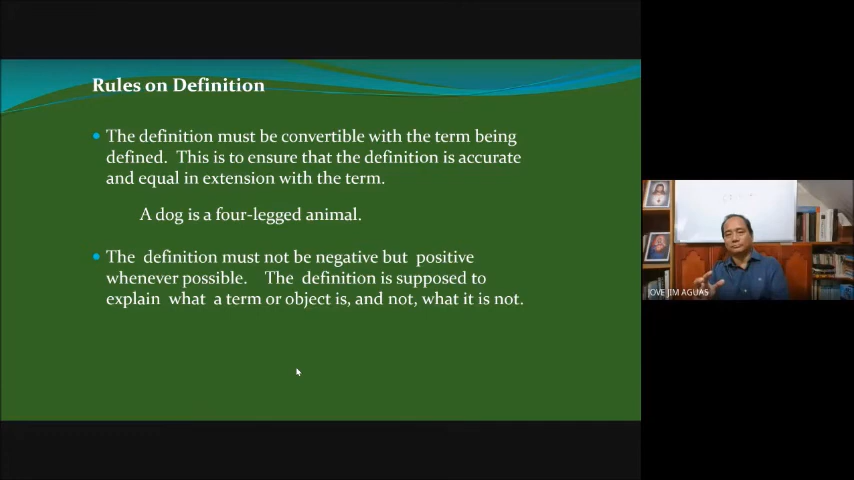 Rules on Definition
The definition must be convertible with the term being
defined. This is to ensure that the definition is accurate
and equal in extension with the term.
A dog is a four-legged animal.
The definition must not be negative but positive
whenever possible. The definition is supposed to
explain what a term or object is, and not, what it is not.
JOVE JIM AGUAS